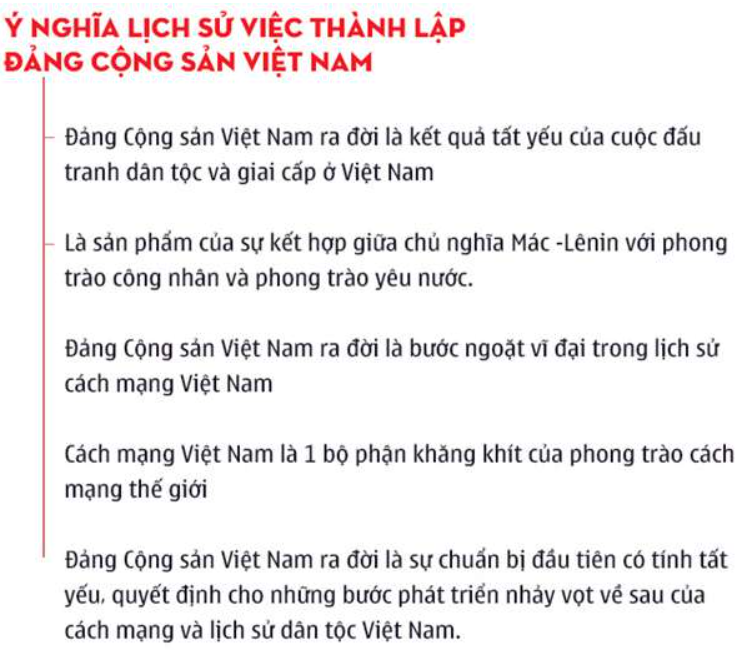 Ý NGHĨA LỊCH SỬ VIỆC THÀNH LẬP
ĐẢNG CỘNG SẢN VIỆT NAM
Đảng Cộng sản Việt Nam ra đời là kết quả tất yếu của cuộc đấu
tranh dân tộc và giai cấp ở Việt Nam
Là sản phẩm của sự kết hợp giữa chủ nghĩa Mác -Lênin với phong
trào công nhân và phong trào yêu nước.
Đảng Cộng sản Việt Nam ra đời là bước ngoặt vĩ đại trong lịch sử
cách mạng Việt Nam
Cách mạng Việt Nam là 1 bộ phận khăng khít của phong trào cách
mạng thế giới
Đảng Cộng sản Việt Nam ra đời là sự chuẩn bị đầu tiên có tính tất
yếu, quyết định cho những bước phát triển nhảy vọt về sau của
cách mạng và lịch sử dân tộc Việt Nam.